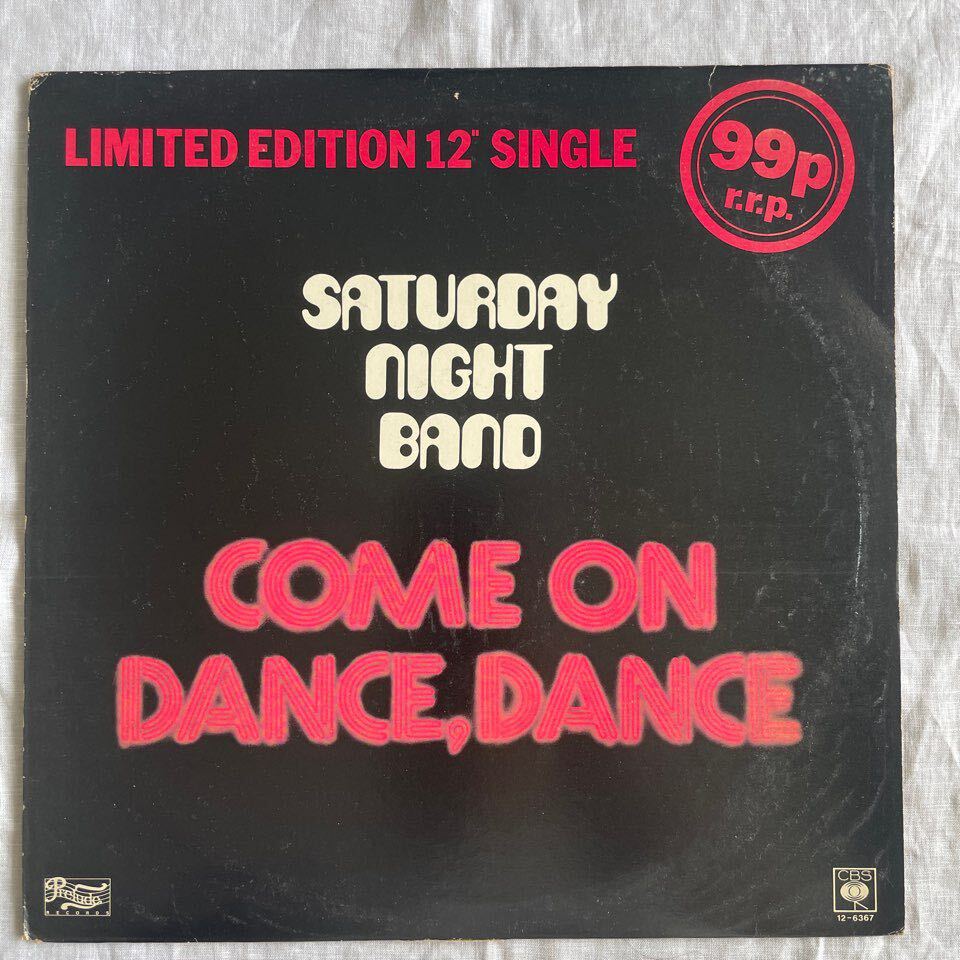 LIMITED EDITION 12" SINGLE
99p
r.r.p.
SATURDAY
NIGHT
BAND
COME ON
DANCE, DANCE
Prelude
RECORDS
CBS
12-6367